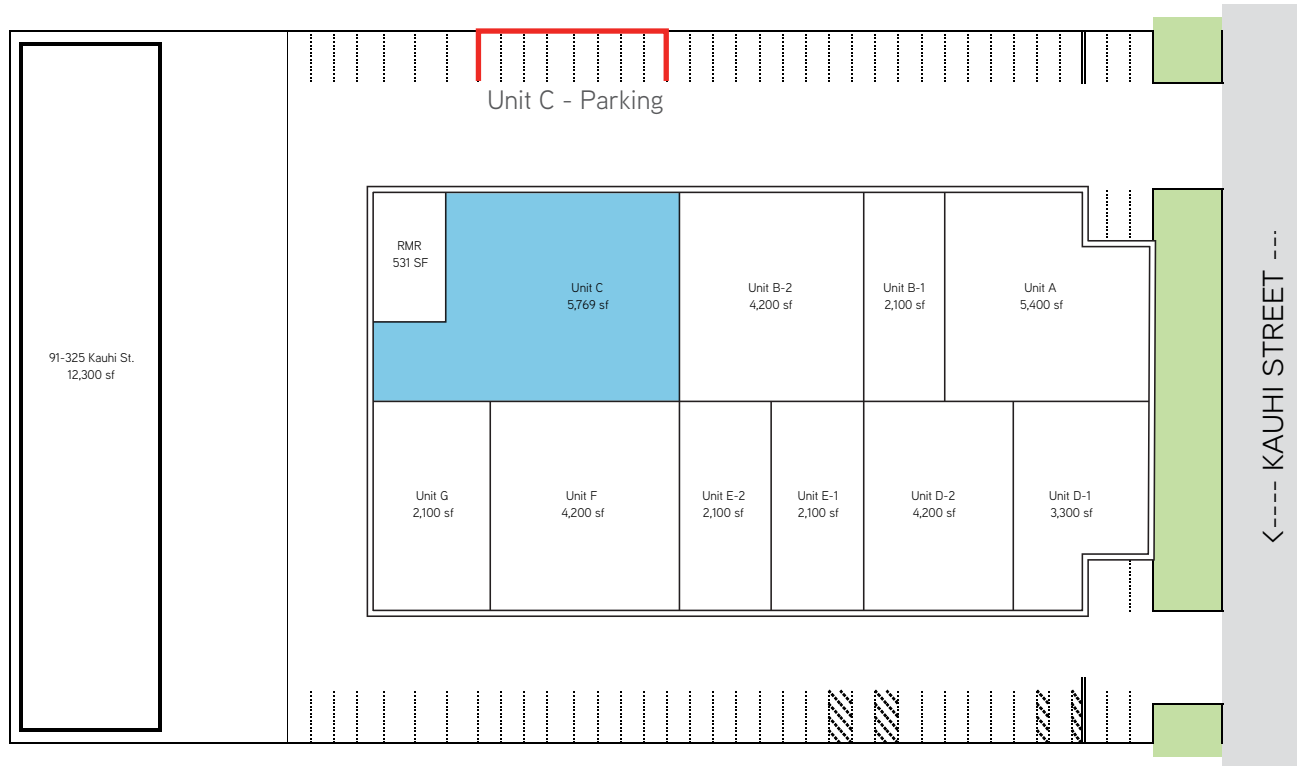 Unit C - Parking
RMR
531 SF
Unit C
5,769 sf
Unit B-2
4,200 sf
Unit B-1
2,100 sf
Unit A
5,400 sf
91-325 Kauhi St.
12,300 sf
<---- KAUHI STREET ---
Unit G
2,100 sf
Unit F
4,200 sf
Unit E-2
2,100 sf
Unit E-1
2,100 sf
Unit D-2
4,200 sf
Unit D-1
3,300 sf